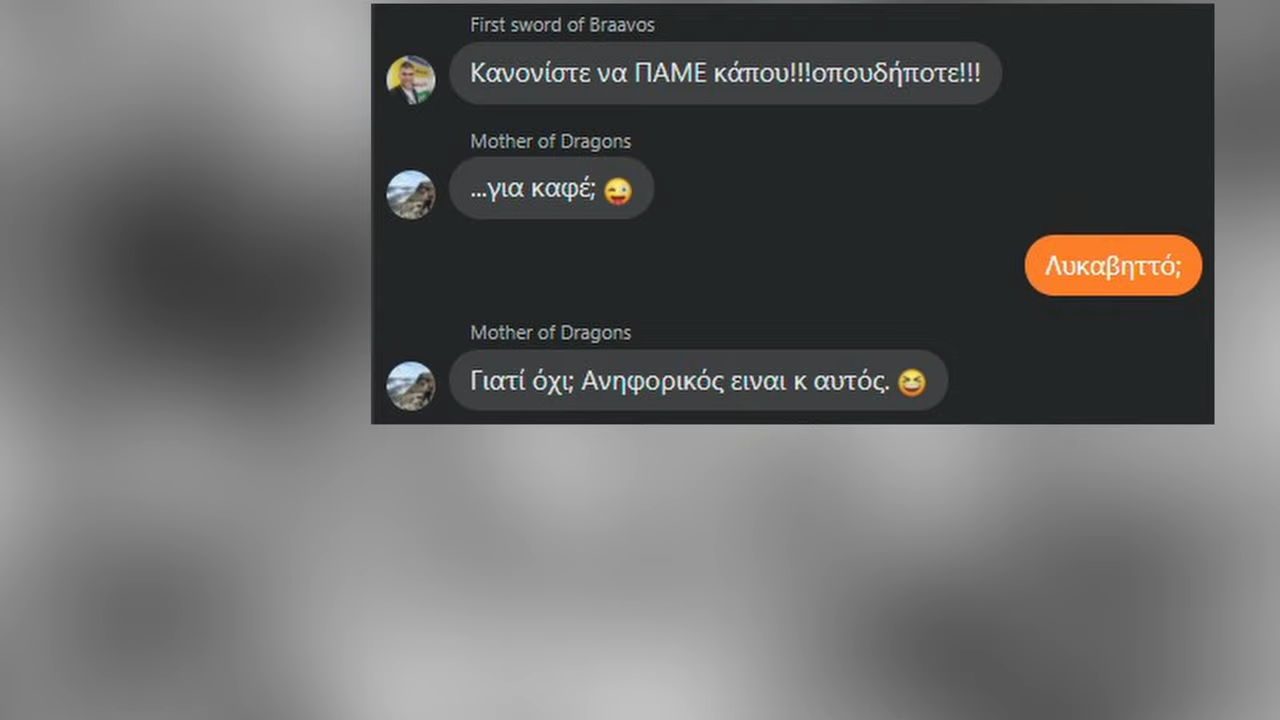 First sword of Braavos
Κανονίστε να ΠΑΜΕ κάπου!!!οπουδήποτε!!!
Mother of Dragons
...για καφέ; 😜
Λυκαβηττό;
Mother of Dragons
Γιατί όχι; Ανηφορικός ειναι κ αυτός. 😆